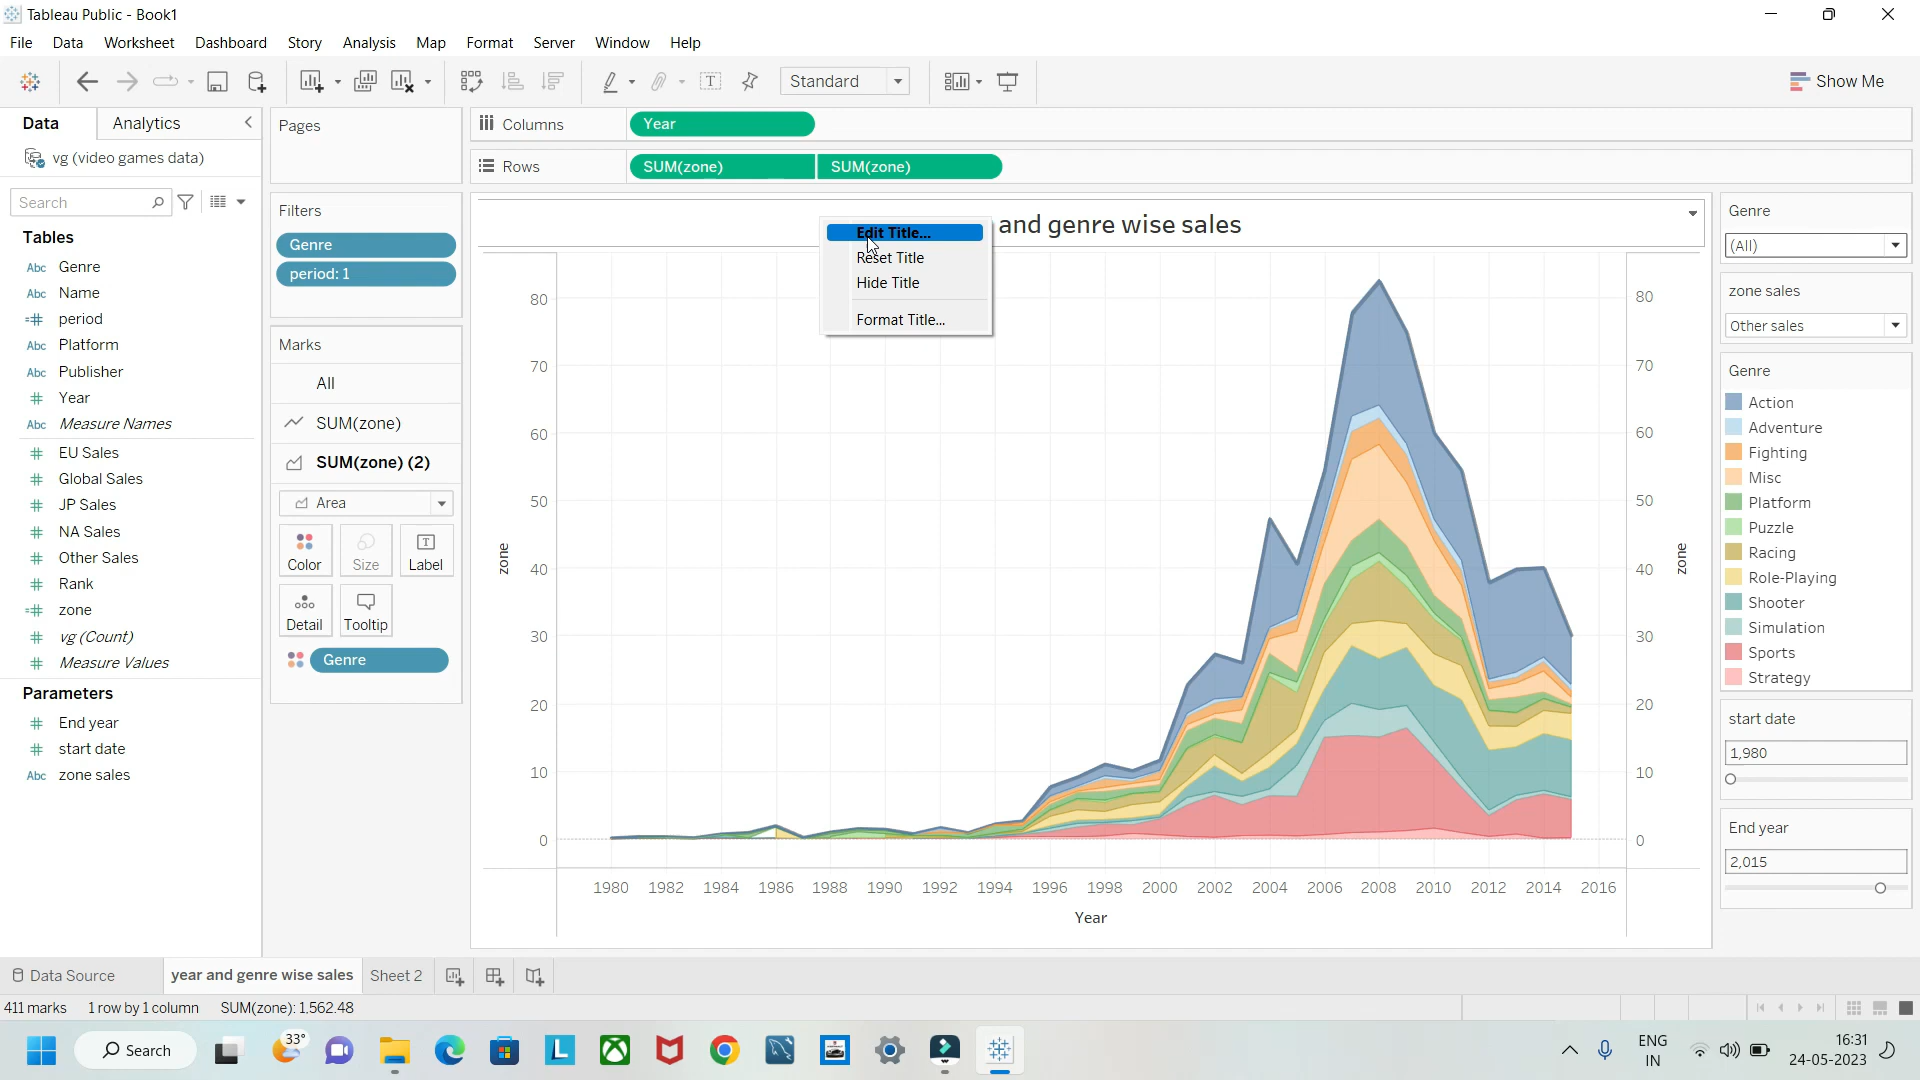 Tableau Public - Book1
File Data Worksheet Dashboard Story Analysis Map Format Server Window Help
Standard
Show Me
Data Analytics
vg (video games data)
Search
Tables
Abc Genre
Abc Name
period
Abc Platform
Abc Publisher
Year
Abc Measure Names
EU Sales
Global Sales
JP Sales
NA Sales
Other Sales
Rank
zone
vg (Count)
Measure Values
Parameters
End year
start date
Abc zone sales
Pages
Filters
Genre
period: 1
Marks
All
SUM(zone)
SUM(zone) (2)
Area
Color Size Label
Detail Tooltip
Genre
Columns Year
Rows SUM(zone) SUM(zone)
and genre wise sales
Edit Title...
Reset Title
Hide Title
Format Title...
80
70
60
50
40
30
20
10
0
zone
80
70
60
50
40
30
20
10
0
zone
1980 1982 1984 1986 1988 1990 1992 1994 1996 1998 2000 2002 2004 2006 2008 2010 2012 2014 2016
Year
Genre
(All)
zone sales
Other sales
Genre
Action
Adventure
Fighting
Misc
Platform
Puzzle
Racing
Role-Playing
Shooter
Simulation
Sports
Strategy
start date
1,980
End year
2,015
Data Source year and genre wise sales Sheet 2
411 marks 1 row by 1 column SUM(zone): 1,562.48
Search
33°
ENG
IN
16:31
24-05-2023